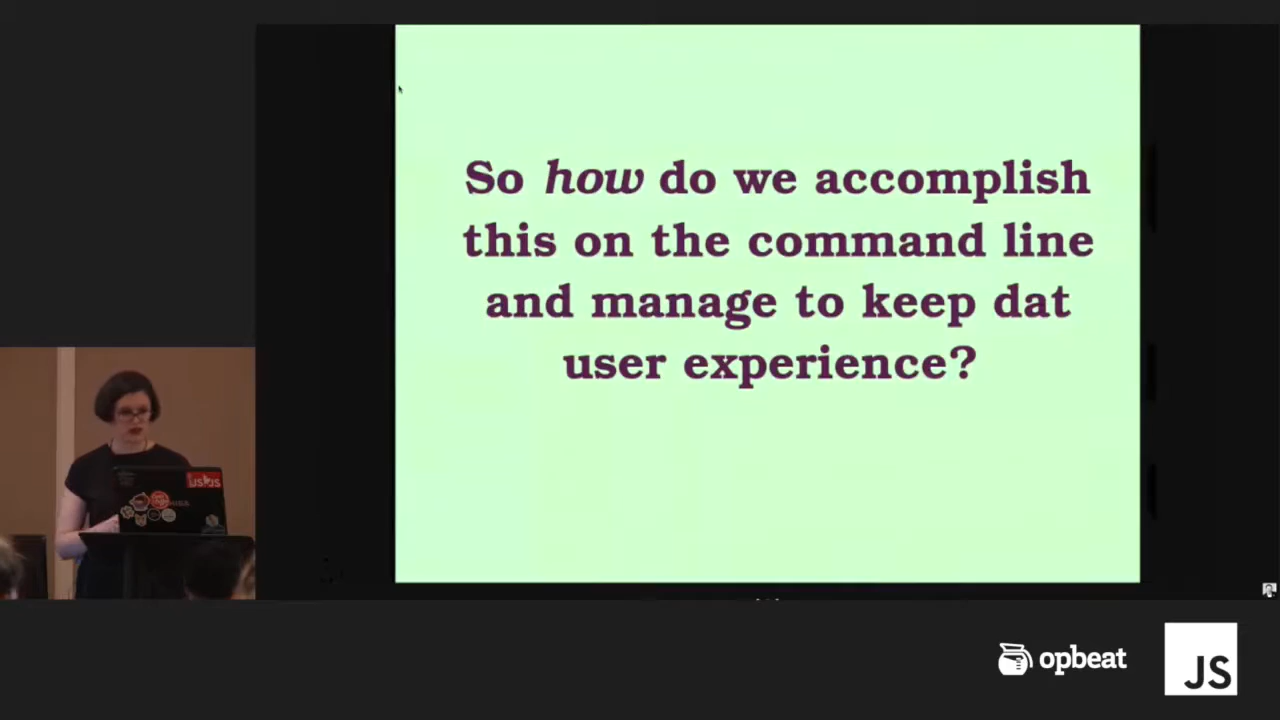 So how do we accomplish
this on the command line
and manage to keep dat
user experience?
JSJS
opbeat
JS